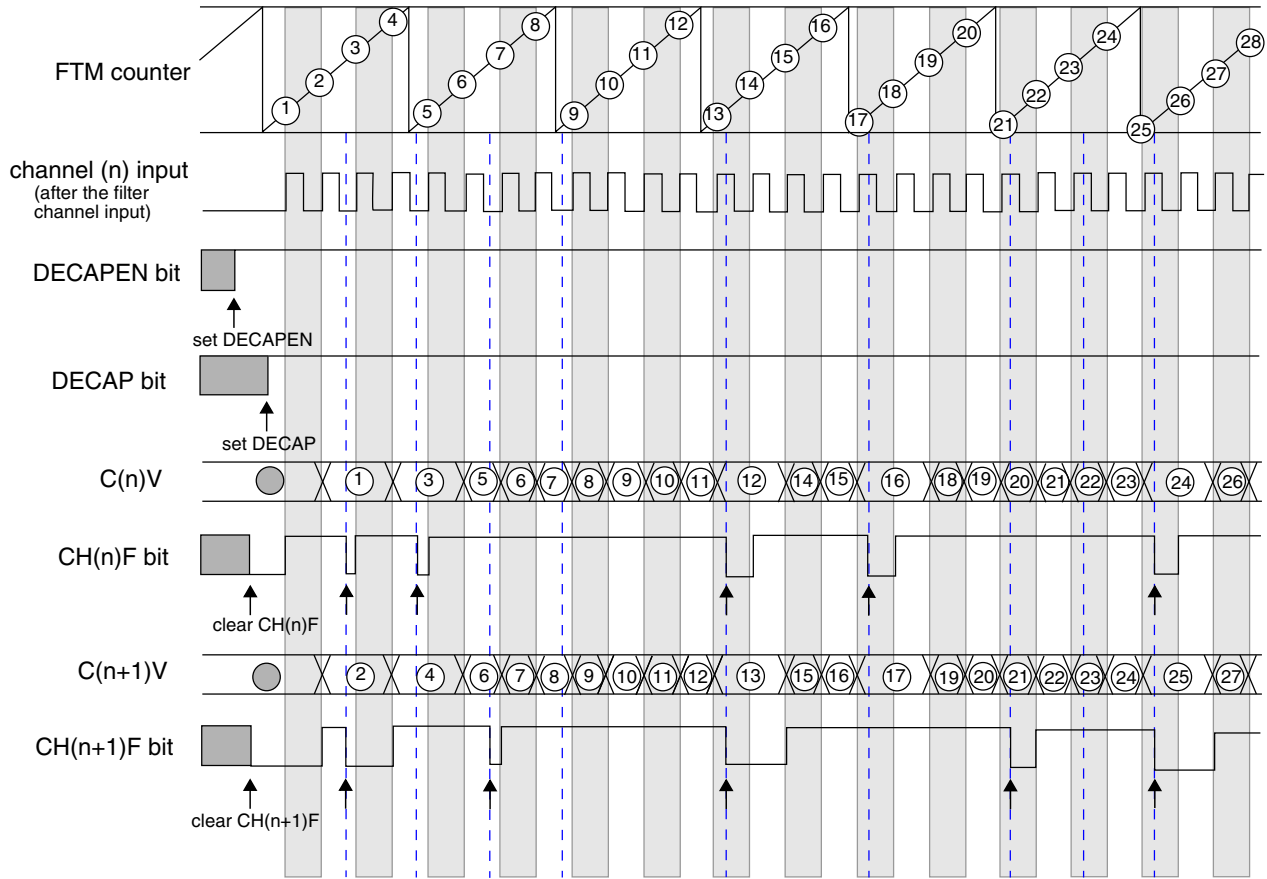 4 8 12 16 20 24 28
3 7 11 15 19 23 27
FTM counter
2 6 10 14 18 22 26
1 5 9 13 17 21 25
channel (n) input
(after the filter
channel input)
DECAPEN bit
set DECAPEN
DECAP bit
set DECAP
C(n)V 1 3 5 6 7 8 9 10 11 12 14 15 16 18 19 20 21 22 23 24 26
CH(n)F bit
clear CH(n)F
C(n+1)V 2 4 6 7 8 9 10 11 12 13 15 16 17 19 20 21 22 23 24 25 27
CH(n+1)F bit
clear CH(n+1)F